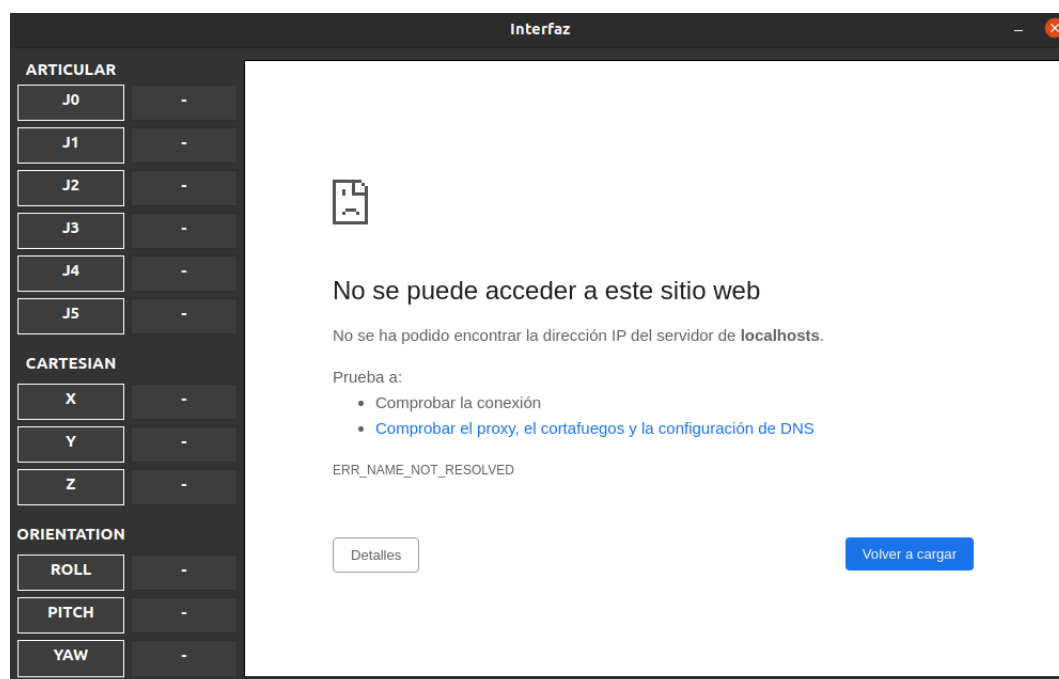 Interfaz
ARTICULAR
J0 -
J1 -
J2 -
J3 -
J4 -
J5 -
CARTESIAN
X -
Y -
Z -
ORIENTATION
ROLL -
PITCH -
YAW -
No se puede acceder a este sitio web
No se ha podido encontrar la dirección IP del servidor de localhosts.
Prueba a:
• Comprobar la conexión
• Comprobar el proxy, el cortafuegos y la configuración de DNS
ERR_NAME_NOT_RESOLVED
Detalles
Volver a cargar